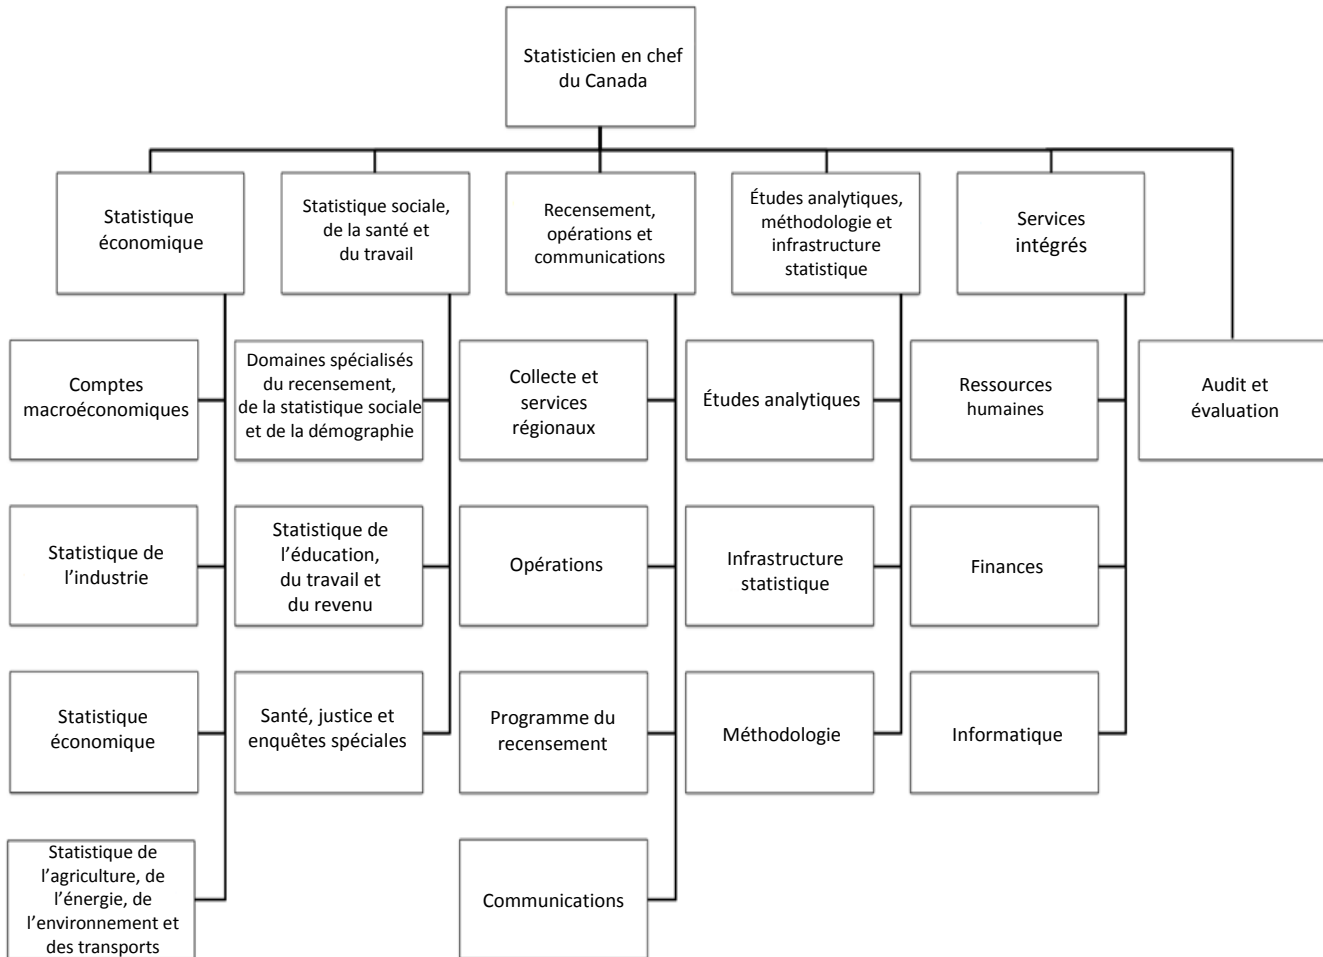 Statisticien en chef
du Canada
Statistique
économique
Statistique sociale,
de la santé et
du travail
Recensement,
opérations et
communications
Études analytiques,
méthodologie et
infrastructure
statistique
Services
intégrés
Comptes
macroéconomiques
Domaines spécialisés
du recensement,
de la statistique sociale
et de la démographie
Collecte et
services
régionaux
Études analytiques
Ressources
humaines
Audit et
évaluation
Statistique de
l’industrie
Statistique de
l’éducation,
du travail et
du revenu
Opérations
Infrastructure
statistique
Finances
Statistique
économique
Santé, justice et
enquêtes spéciales
Programme du
recensement
Méthodologie
Informatique
Statistique de
l’agriculture, de
l’énergie, de
l’environnement et
des transports
Communications